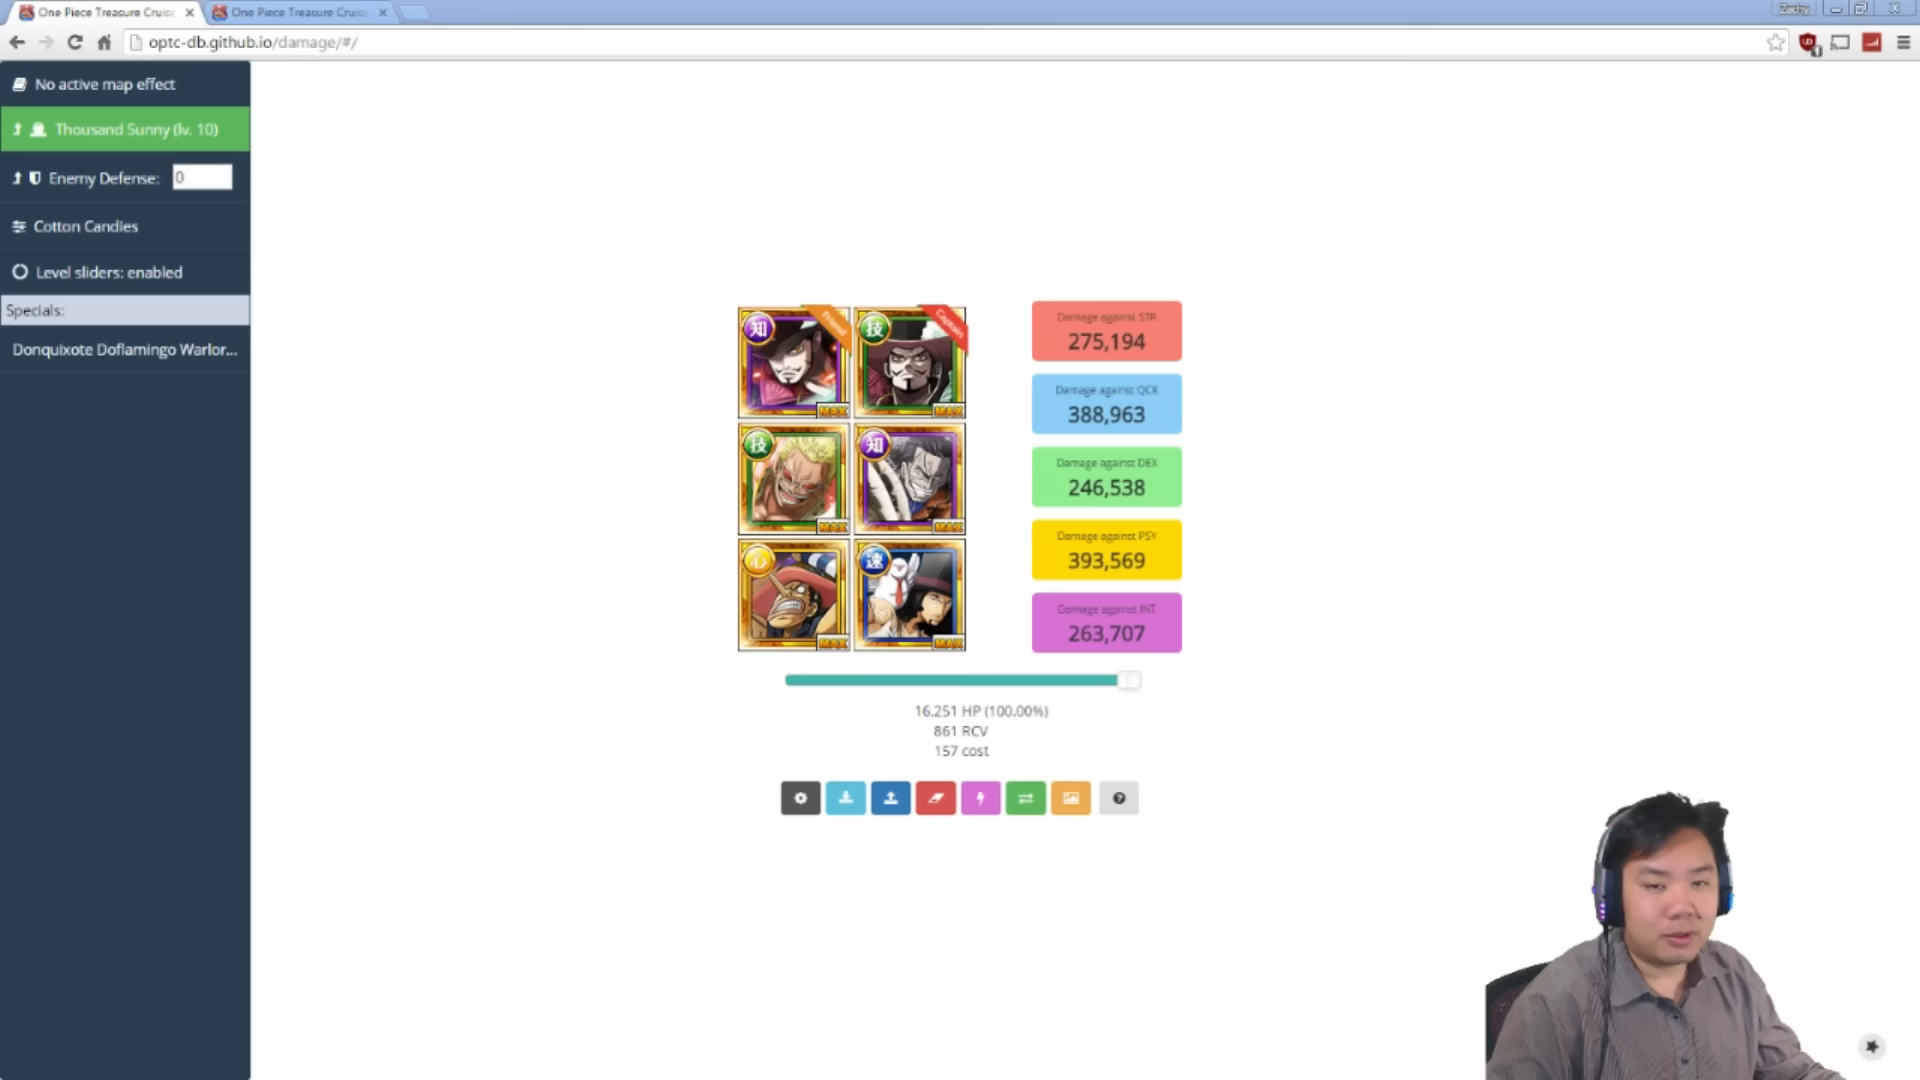 One Piece Treasure Cruis
One Piece Treasure Cruis
Zachy
optc-db.github.io/damage/#/
No active map effect
Thousand Sunny (lv. 10)
Enemy Defense: 0
Cotton Candies
Level sliders: enabled
Specials:
Donquixote Doflamingo Warlor...
知 Friend MAX
技 Captain MAX
技 MAX
知 MAX
心 MAX
速 MAX
Damage against STR
275,194
Damage against QCK
388,963
Damage against DEX
246,538
Damage against PSY
393,569
Damage against INT
263,707
16,251 HP (100.00%)
861 RCV
157 cost